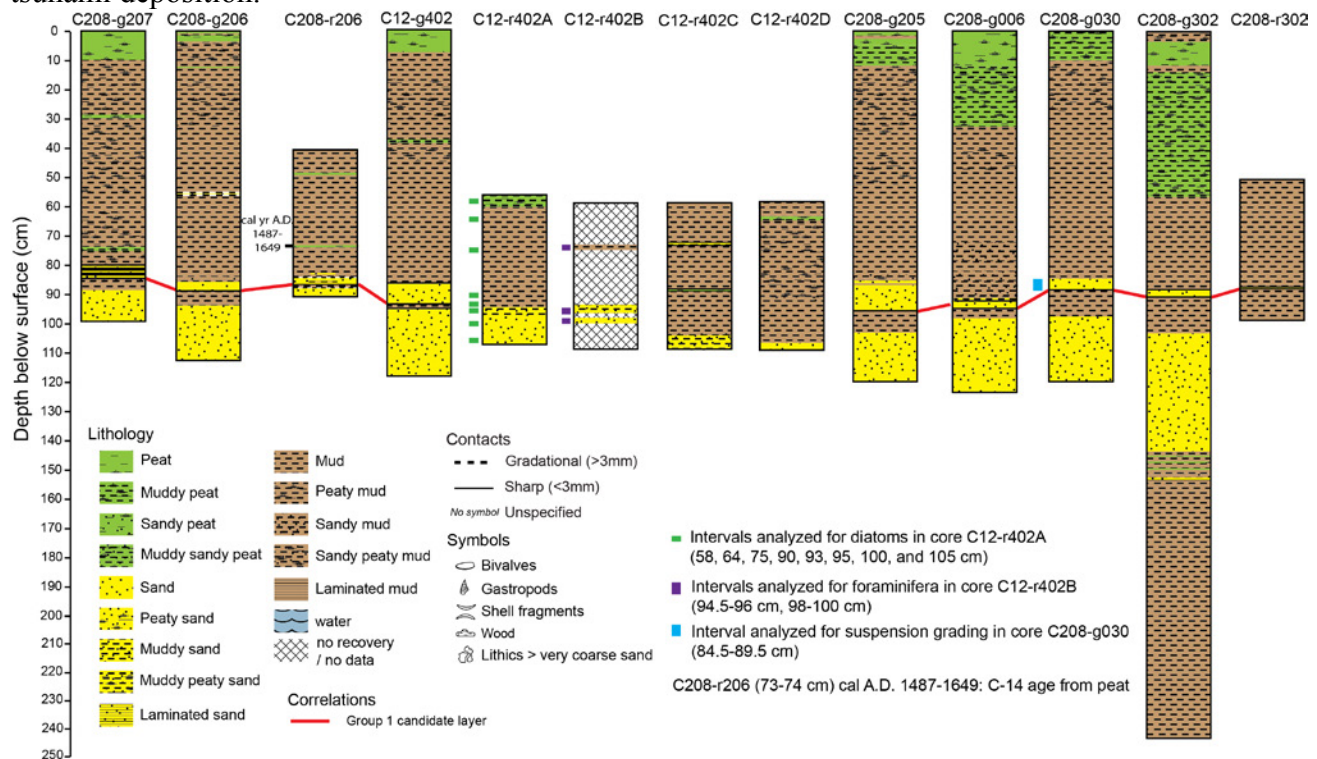 tsunami deposition.
C208-g207 C208-g206 C208-r206 C12-g402 C12-r402A C12-r402B C12-r402C C12-r402D C208-g205 C208-g006 C208-g030 C208-g302 C208-r302
Depth below surface (cm)
0
10
20
30
40
50
60
70
80
90
100
110
120
130
140
150
160
170
180
190
200
210
220
230
240
250
cal yr A.D.
1487-
1649
Lithology
Peat
Muddy peat
Sandy peat
Muddy sandy peat
Sand
Peaty sand
Muddy sand
Muddy peaty sand
Laminated sand
Mud
Peaty mud
Sandy mud
Sandy peaty mud
Laminated mud
water
no recovery
/ no data
Correlations
Group 1 candidate layer
Contacts
Gradational (>3mm)
Sharp (<3mm)
No symbol Unspecified
Symbols
Bivalves
Gastropods
Shell fragments
Wood
Lithics > very coarse sand
Intervals analyzed for diatoms in core C12-r402A
(58, 64, 75, 90, 93, 95, 100, and 105 cm)
Intervals analyzed for foraminifera in core C12-r402B
(94.5-96 cm, 98-100 cm)
Interval analyzed for suspension grading in core C208-g030
(84.5-89.5 cm)
C208-r206 (73-74 cm) cal A.D. 1487-1649: C-14 age from peat